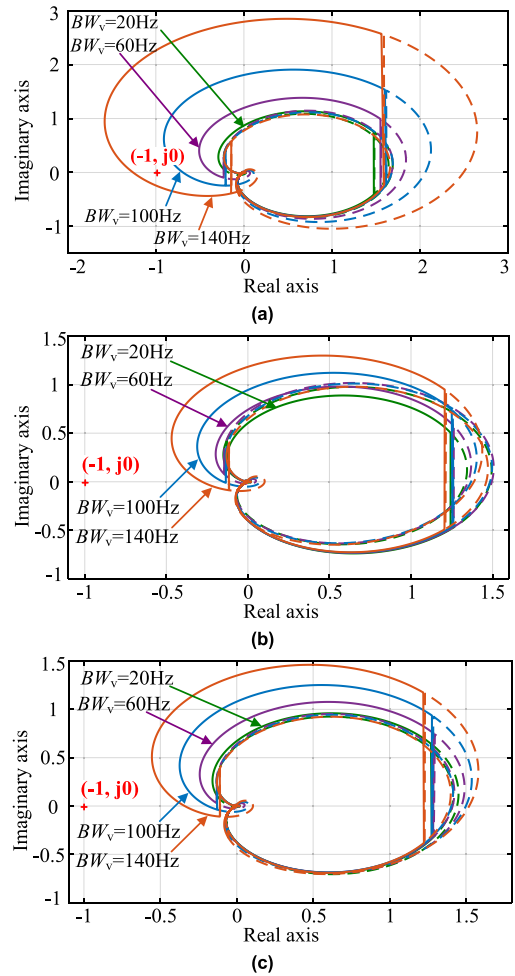 3
BWv=20Hz
BWv=60Hz
2
1
(-1, j0)
0
BWv=100Hz
-1
BWv=140Hz
-2
-1
0
1
2
3
Imaginary axis
Real axis
(a)
1.5
BWv=20Hz
BWv=60Hz
1
0.5
(-1, j0)
0
BWv=100Hz
-0.5
BWv=140Hz
-1
-1
-0.5
0
0.5
1
1.5
Imaginary axis
Real axis
(b)
1.5
BWv=20Hz
1
BWv=60Hz
0.5
(-1, j0)
0
BWv=100Hz
-0.5
BWv=140Hz
-1
-1
-0.5
0
0.5
1
1.5
Imaginary axis
Real axis
(c)